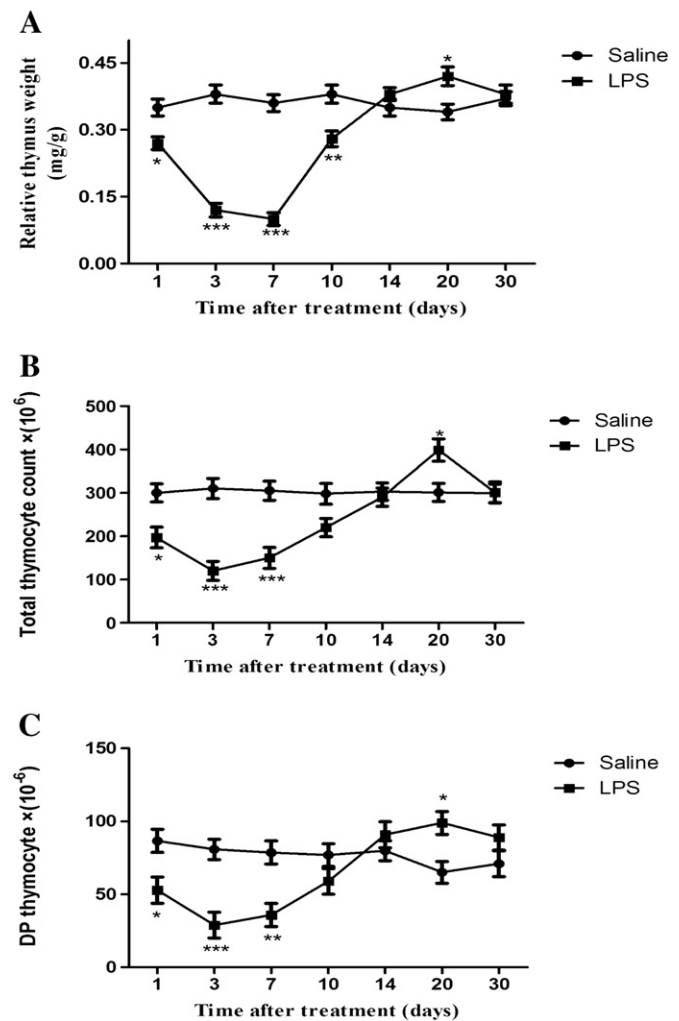 A
Relative thymus weight
(mg/g)
0.45
0.30
0.15
0.00
*
***
***
**
*
1 3 7 10 14 20 30
Time after treatment (days)
Saline
LPS
B
Total thymocyte count ×(10⁶)
500
400
300
200
100
0
*
***
***
*
1 3 7 10 14 20 30
Time after treatment (days)
Saline
LPS
C
DP thymocyte ×(10⁻⁶)
150
100
50
0
*
***
**
*
1 3 7 10 14 20 30
Time after treatment (days)
Saline
LPS